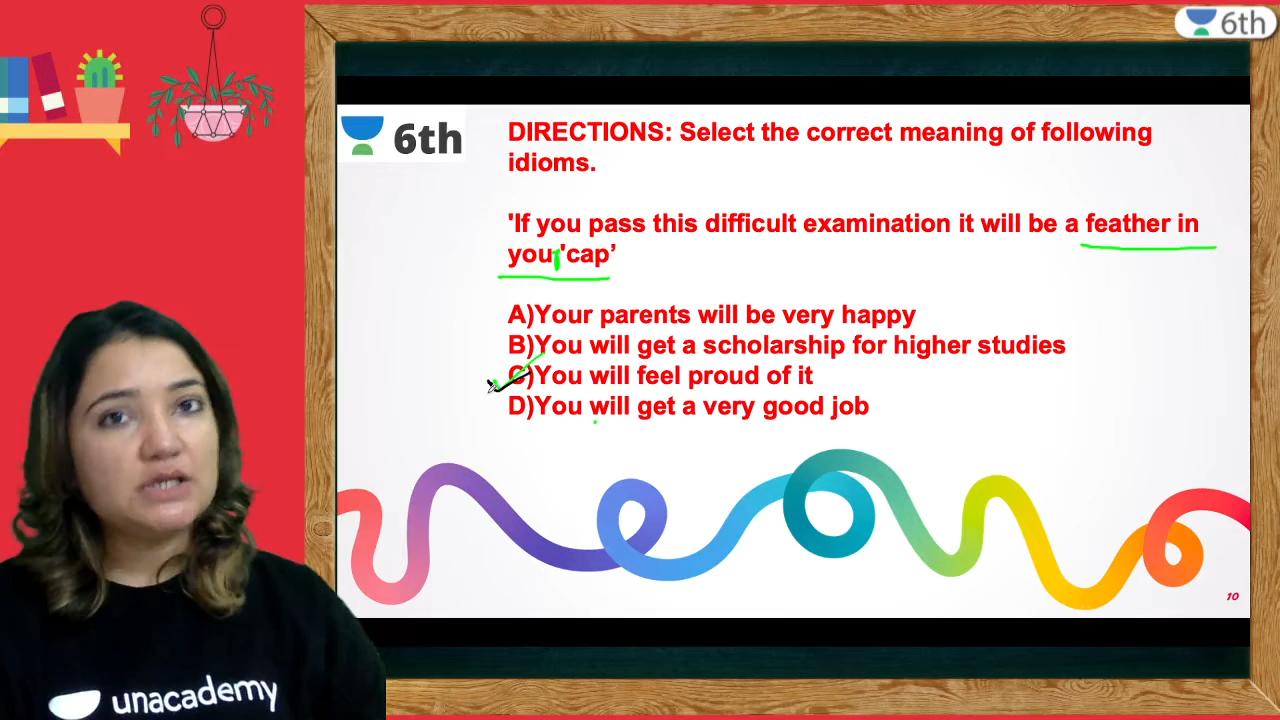 6th
6th
DIRECTIONS: Select the correct meaning of following
idioms.
'If you pass this difficult examination it will be a feather in
your 'cap’
A)Your parents will be very happy
B)You will get a scholarship for higher studies
C)You will feel proud of it
D)You will get a very good job
10
unacademy